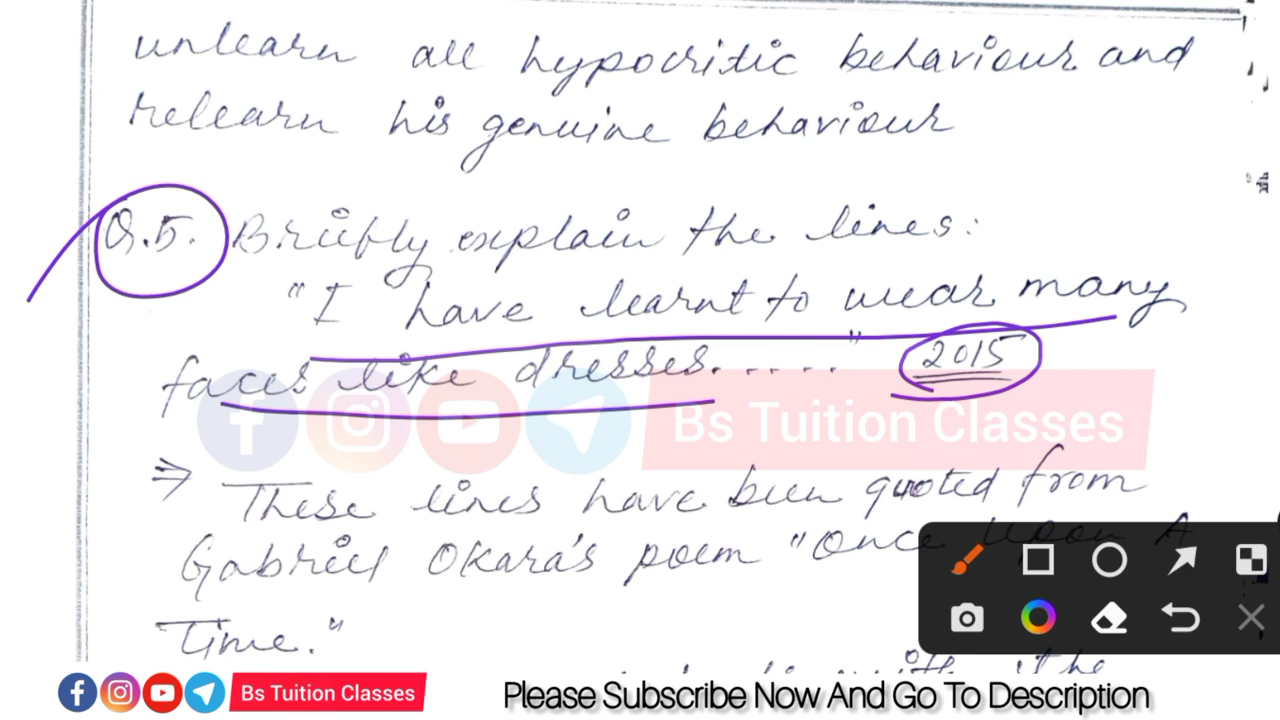 unlearn all hypocritic behaviour and
relearn his genuine behaviour
Q.5. Briefly explain the lines:
"I have learnt to wear many
faces like dresses. . . . . . " 2015
Bs Tuition Classes
⇒ These lines have been quoted from
Gabriel Okara's poem "Once Upon A
Time."
the
Bs Tuition Classes
Please Subscribe Now And Go To Description